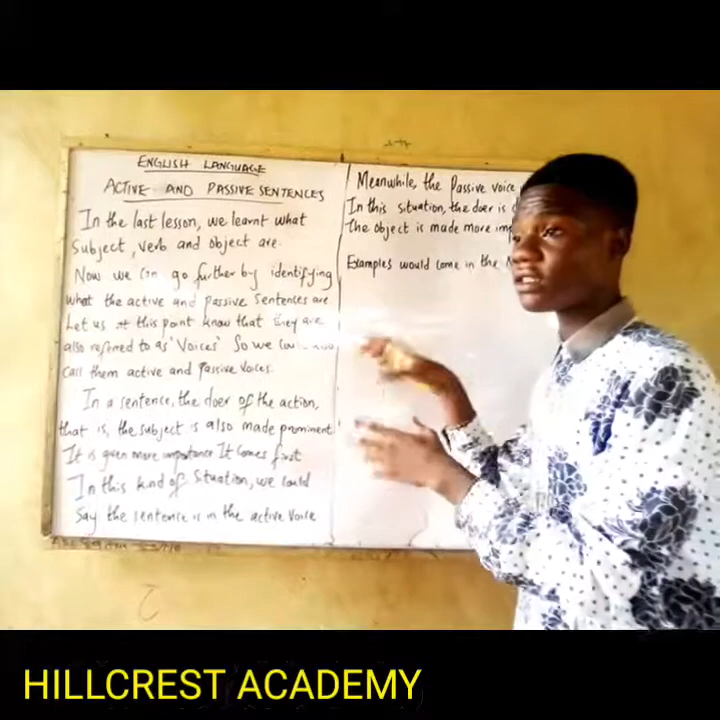 ENGLISH LANGUAGE
ACTIVE AND PASSIVE SENTENCES
In the last lesson, we learnt what
Subject, verb and object are.
Now we can go further by identifying
what the active and passive sentences are
Let us at this point know that they are
also referred to as 'Voices' So we could also
call them active and passive voices.
In a sentence, the doer of the action,
that is, the subject is also made prominent
It is given more importance It comes first
In this kind of Situation, we could
say the sentence is in the active voice
Meanwhile, the Passive voice
In this situation, the doer is
The object is made more
Examples would come in the
HILLCREST ACADEMY